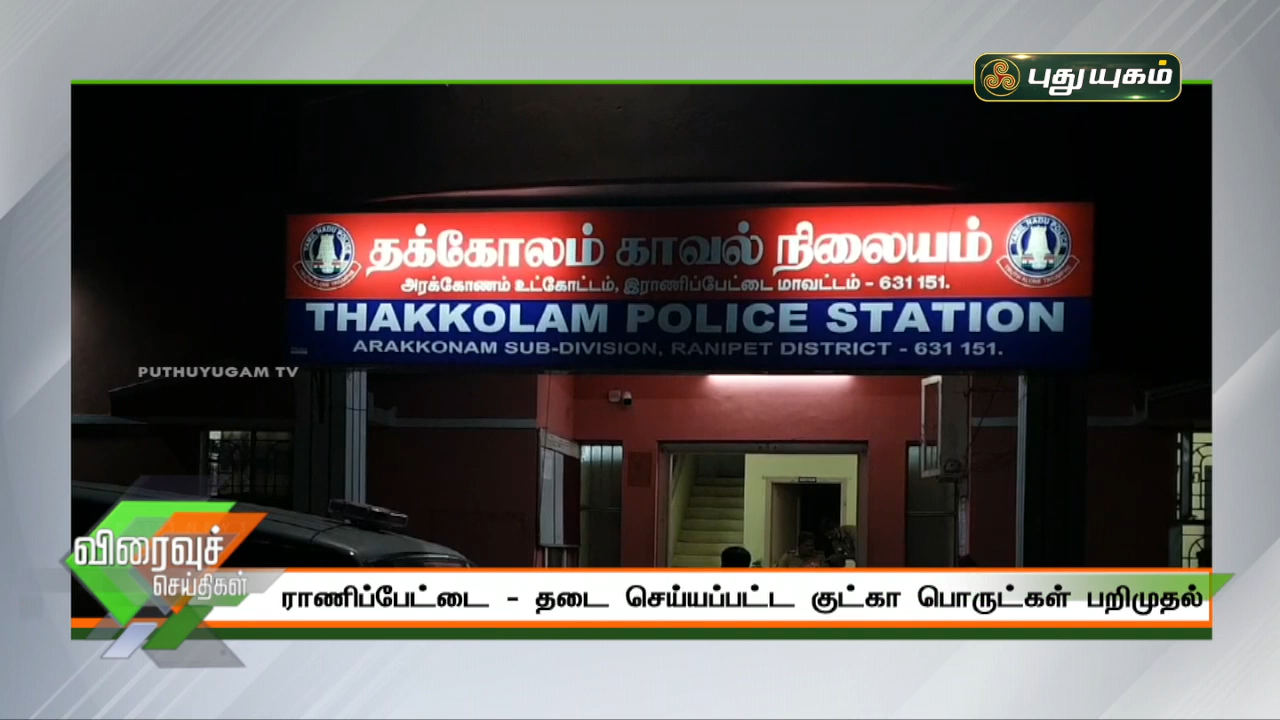 புதுயுகம்
தக்கோலம் காவல் நிலையம்
அரக்கோணம் உட்கோட்டம், இராணிப்பேட்டை மாவட்டம் - 631 151.
THAKKOLAM POLICE STATION
ARAKKONAM SUB-DIVISION, RANIPET DISTRICT - 631 151.
PUTHUYUGAM TV
விரைவுச்
செய்திகள்
ராணிப்பேட்டை - தடை செய்யப்பட்ட குட்கா பொருட்கள் பறிமுதல்